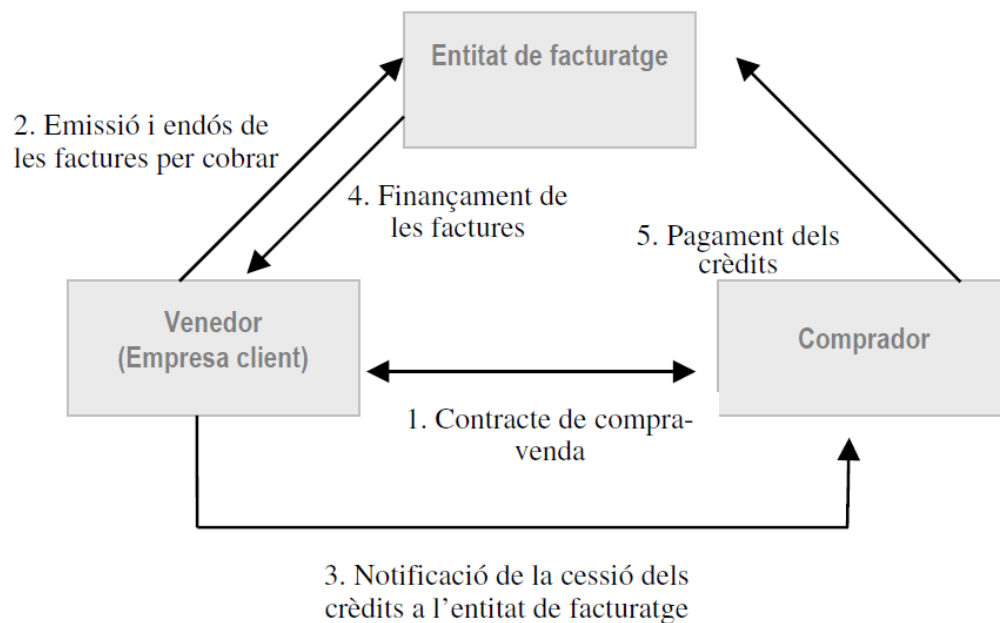 Entitat de facturatge
2. Emissió i endós de
les factures per cobrar
4. Finançament de
les factures
5. Pagament dels
crèdits
Venedor
(Empresa client)
Comprador
1. Contracte de compra-
venda
3. Notificació de la cessió dels
crèdits a l’entitat de facturatge